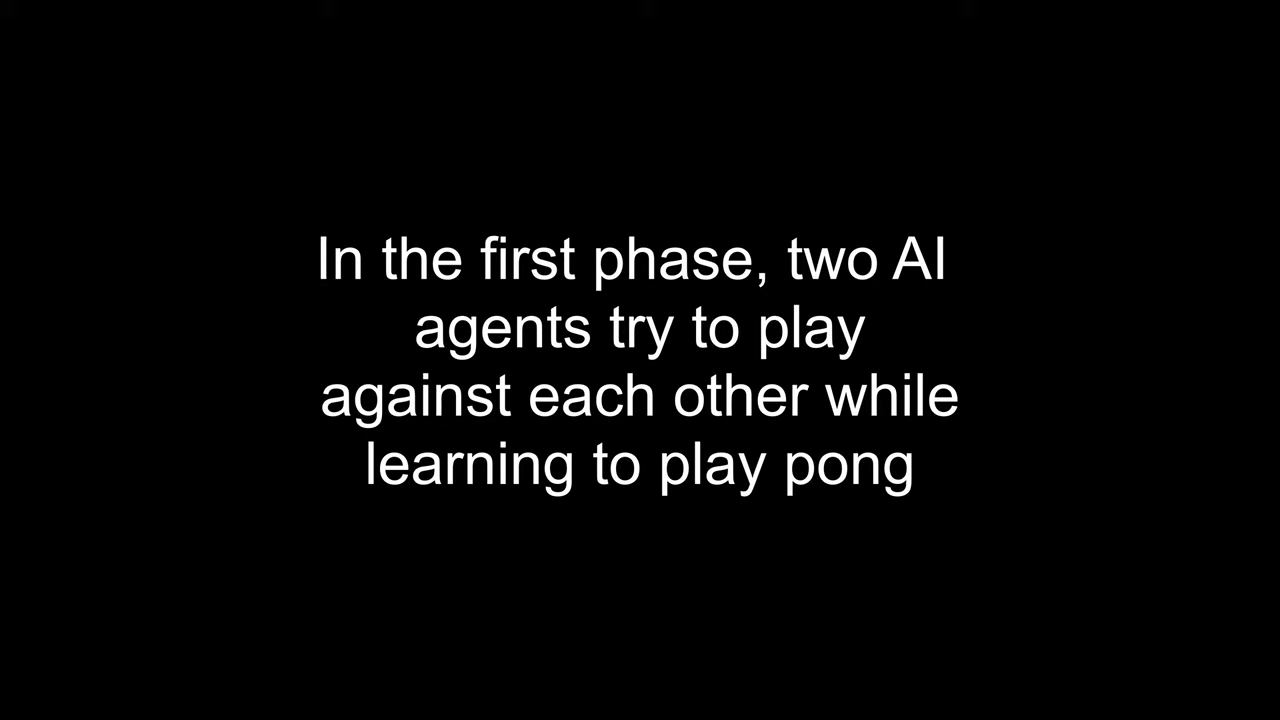 In the first phase, two AI
agents try to play
against each other while
learning to play pong